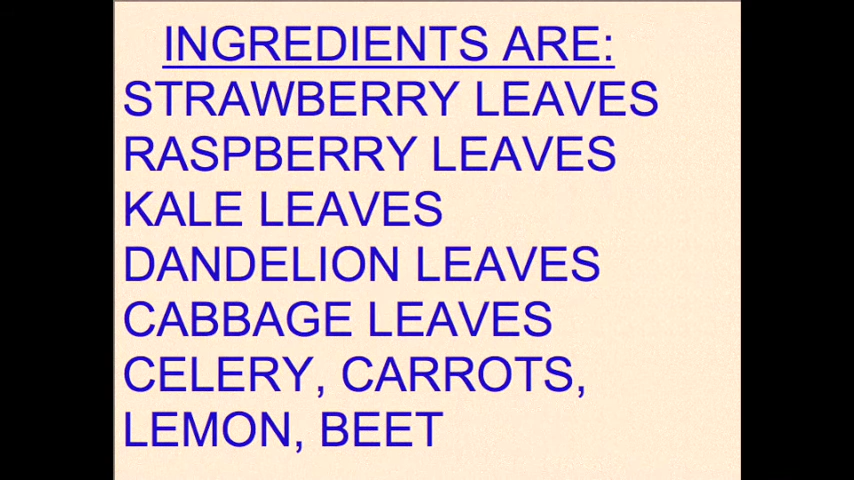 INGREDIENTS ARE:
STRAWBERRY LEAVES
RASPBERRY LEAVES
KALE LEAVES
DANDELION LEAVES
CABBAGE LEAVES
CELERY, CARROTS,
LEMON, BEET